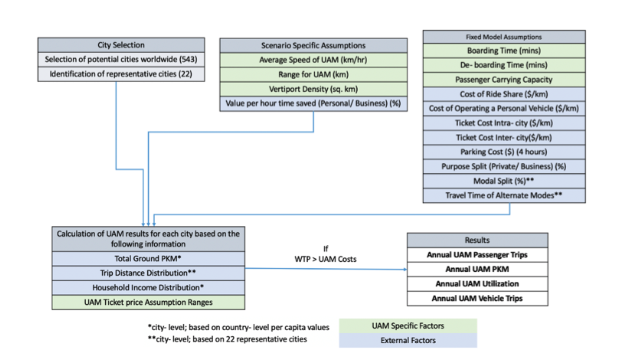 City Selection
Selection of potential cities worldwide (543)
Identification of representative cities (22)
Scenario Specific Assumptions
Average Speed of UAM (km/hr)
Range for UAM (km)
Vertiport Density (sq. km)
Value per hour time saved (Personal/ Business) (%)
Fixed Model Assumptions
Boarding Time (mins)
De- boarding Time (mins)
Passenger Carrying Capacity
Cost of Ride Share ($/km)
Cost of Operating a Personal Vehicle ($/km)
Ticket Cost Intra- city ($/km)
Ticket Cost Inter- city($/km)
Parking Cost ($) (4 hours)
Purpose Split (Private/ Business) (%)
Modal Split (%)**
Travel Time of Alternate Modes**
Calculation of UAM results for each city based on the
following information
Total Ground PKM*
Trip Distance Distribution**
Household Income Distribution*
UAM Ticket price Assumption Ranges
If
WTP > UAM Costs
Results
Annual UAM Passenger Trips
Annual UAM PKM
Annual UAM Utilization
Annual UAM Vehicle Trips
*city- level; based on country- level per capita values
**city- level; based on 22 representative cities
UAM Specific Factors
External Factors